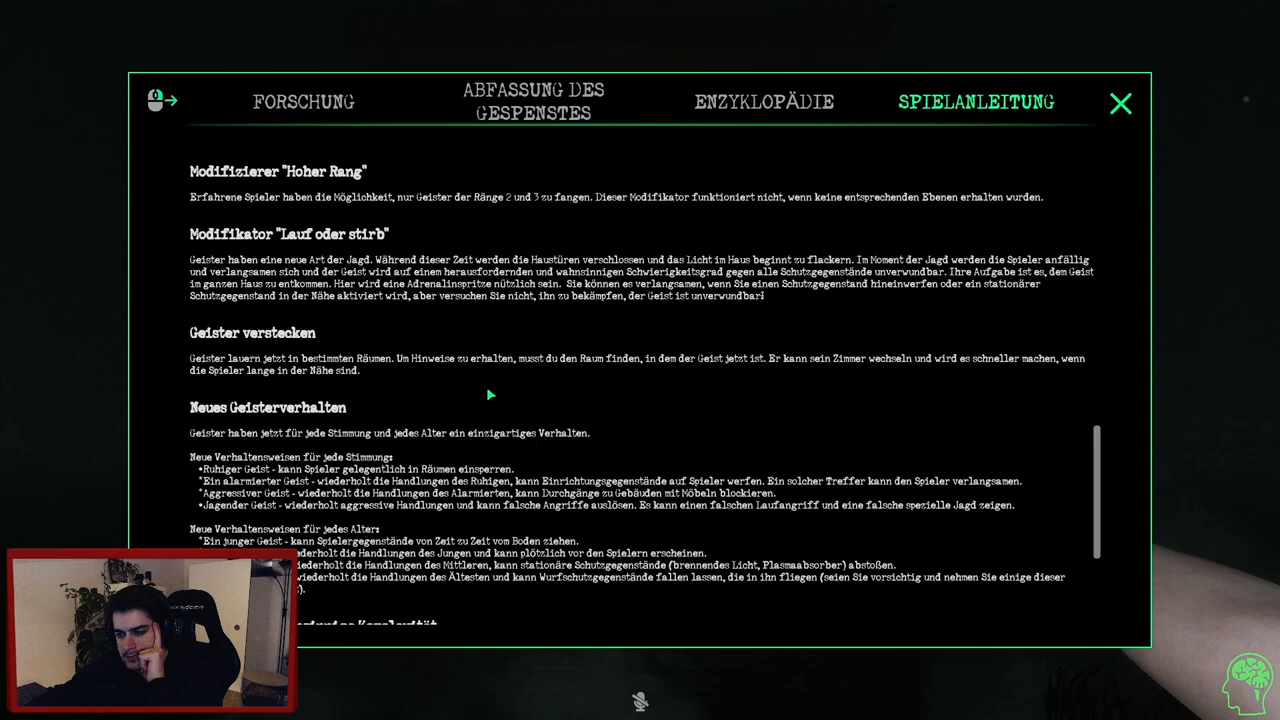 FORSCHUNG
ABFASSUNG DES
GESPENSTES
ENZYKLOPÄDIE
SPIELANLEITUNG
Modifizierer "Hoher Rang"
Erfahrene Spieler haben die Möglichkeit, nur Geister der Ränge 2 und 3 zu fangen. Dieser Modifikator funktioniert nicht, wenn keine entsprechenden Ebenen erhalten wurden.
Modifikator "Lauf oder stirb"
Geister haben eine neue Art der Jagd. Während dieser Zeit werden die Haustüren verschlossen und das Licht im Haus beginnt zu flackern. Im Moment der Jagd werden die Spieler anfällig
und verlangsamen sich und der Geist wird auf einem herausfordernden und wahnsinnigen Schwierigkeitsgrad gegen alle Schutzgegenstände unverwundbar. Ihre Aufgabe ist es, dem Geist
im ganzen Haus zu entkommen. Hier wird eine Adrenalinspritze nützlich sein. Sie können es verlangsamen, wenn Sie einen Schutzgegenstand hineinwerfen oder ein stationärer
Schutzgegenstand in der Nähe aktiviert wird, aber versuchen Sie nicht, ihn zu bekämpfen, der Geist ist unverwundbar!
Geister verstecken
Geister lauern jetzt in bestimmten Räumen. Um Hinweise zu erhalten, musst du den Raum finden, in dem der Geist jetzt ist. Er kann sein Zimmer wechseln und wird es schneller machen, wenn
die Spieler lange in der Nähe sind.
Neues Geisterverhalten
Geister haben jetzt für jede Stimmung und jedes Alter ein einzigartiges Verhalten.
Neue Verhaltensweisen für jede Stimmung:
•Ruhiger Geist - kann Spieler gelegentlich in Räumen einsperren.
*Ein alarmierter Geist - wiederholt die Handlungen des Ruhigen, kann Einrichtungsgegenstände auf Spieler werfen. Ein solcher Treffer kann den Spieler verlangsamen.
*Aggressiver Geist - wiederholt die Handlungen des Alarmierten, kann Durchgänge zu Gebäuden mit Möbeln blockieren.
•Jagender Geist - wiederholt aggressive Handlungen und kann falsche Angriffe auslösen. Es kann einen falschen Laufangriff und eine falsche spezielle Jagd zeigen.
Neue Verhaltensweisen für jedes Alter:
*Ein junger Geist - kann Spielergegenstände von Zeit zu Zeit vom Boden ziehen.
ederholt die Handlungen des Jungen und kann plötzlich vor den Spielern erscheinen.
wiederholt die Handlungen des Mittleren, kann stationäre Schutzgegenstände (brennendes Licht, Plasmaabsorber) abstoßen.
wiederholt die Handlungen des Ältesten und kann Wurfschutzgegenstände fallen lassen, die in ihn fliegen (seien Sie vorsichtig und nehmen Sie einige dieser
).